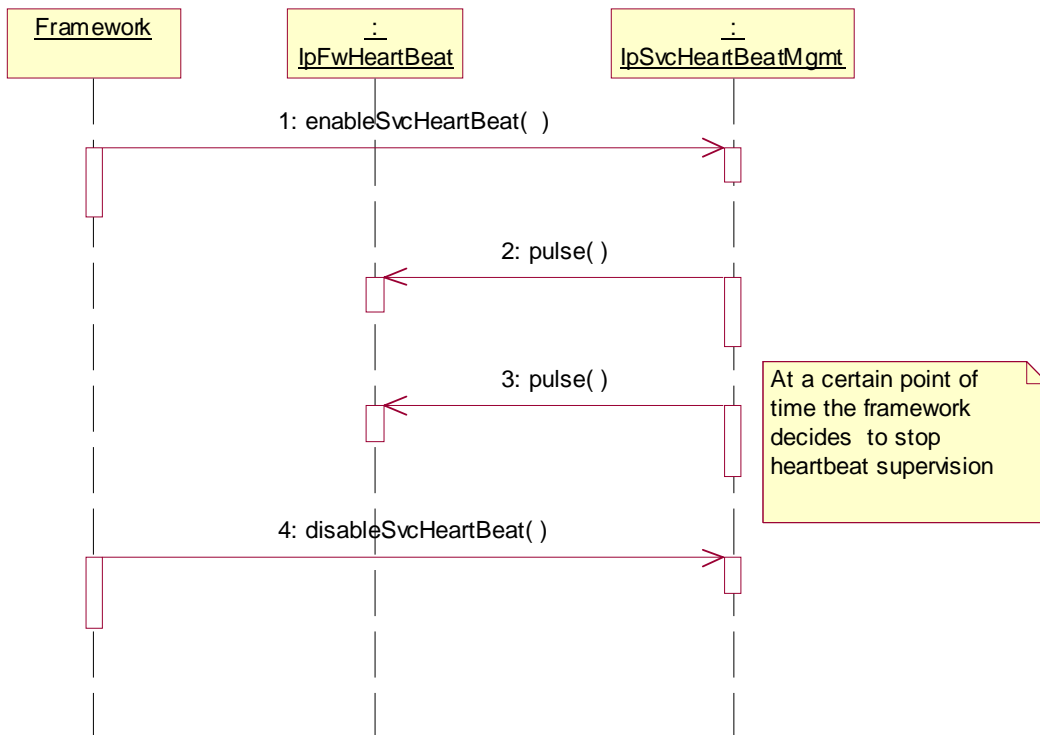 Framework
:
IpFwHeartBeat
:
IpSvcHeartBeatMgmt
1: enableSvcHeartBeat( )
2: pulse( )
3: pulse( )
At a certain point of
time the framework
decides to stop
heartbeat supervision
4: disableSvcHeartBeat( )